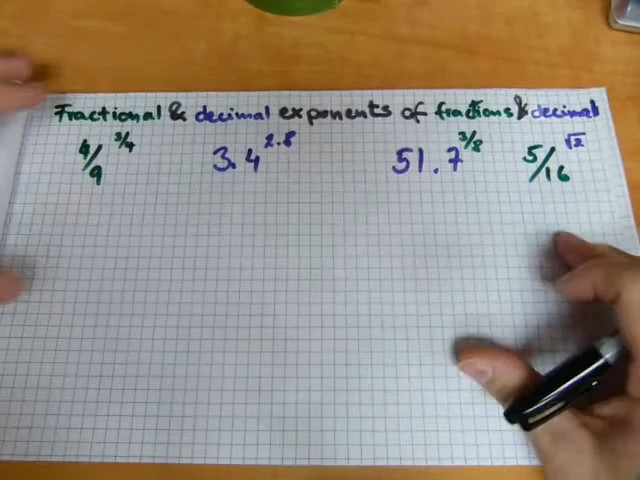 Fractional & decimal exponents of fractions & decimal
4/9^3/4 3.4^2.8 51.7^3/8 5/16^√2